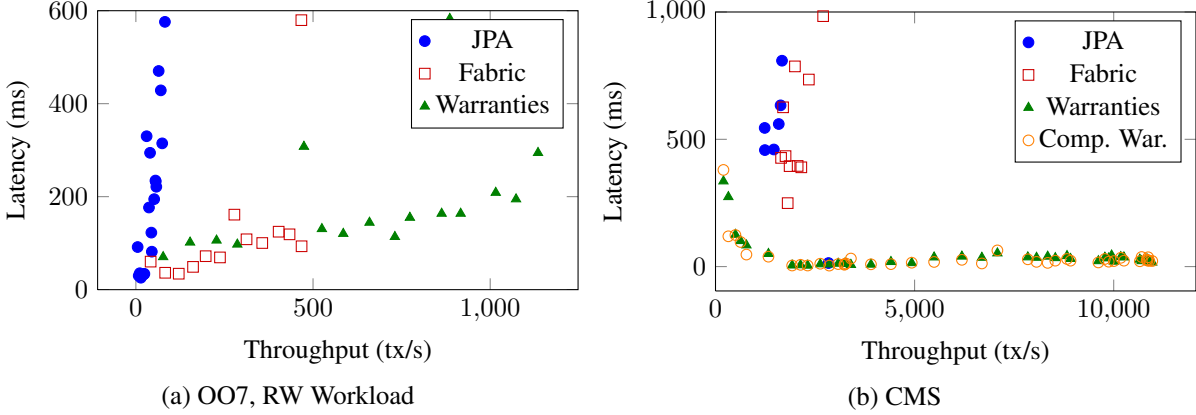 600
400
200
0
0
500
1,000
Latency (ms)
Throughput (tx/s)
JPA
Fabric
Warranties
(a) OO7, RW Workload
1,000
500
0
0
5,000
10,000
Latency (ms)
Throughput (tx/s)
JPA
Fabric
Warranties
Comp. War.
(b) CMS